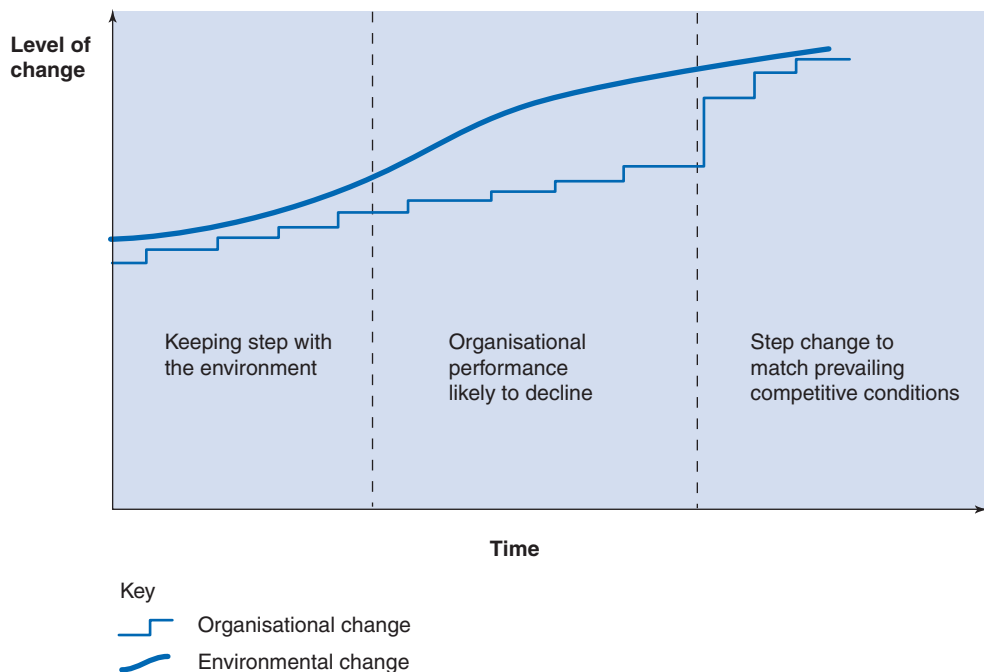 Level of
change
Keeping step with
the environment
Organisational
performance
likely to decline
Step change to
match prevailing
competitive conditions
Time
Key
Organisational change
Environmental change